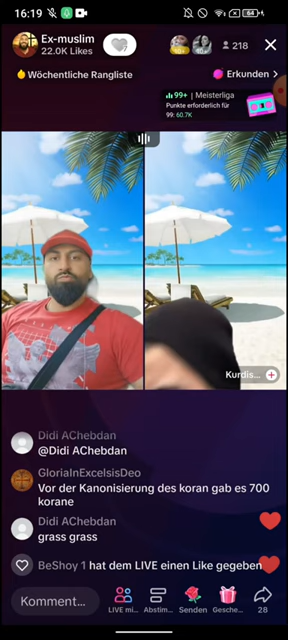 16:19
64
Ex-muslim
22.0K Likes
218
Wöchentliche Rangliste
Erkunden
99+ | Meisterliga
Punkte erforderlich für
99: 60.7K
Kurdis...
Didi AChebdan
@Didi AChebdan
GloriaInExcelsisDeo
Vor der Kanonisierung des koran gab es 700
korane
Didi AChebdan
grass grass
BeShoy 1 hat dem LIVE einen Like gegeben
Komment...
LIVE mi...
Abstim...
Senden
Gesche...
28